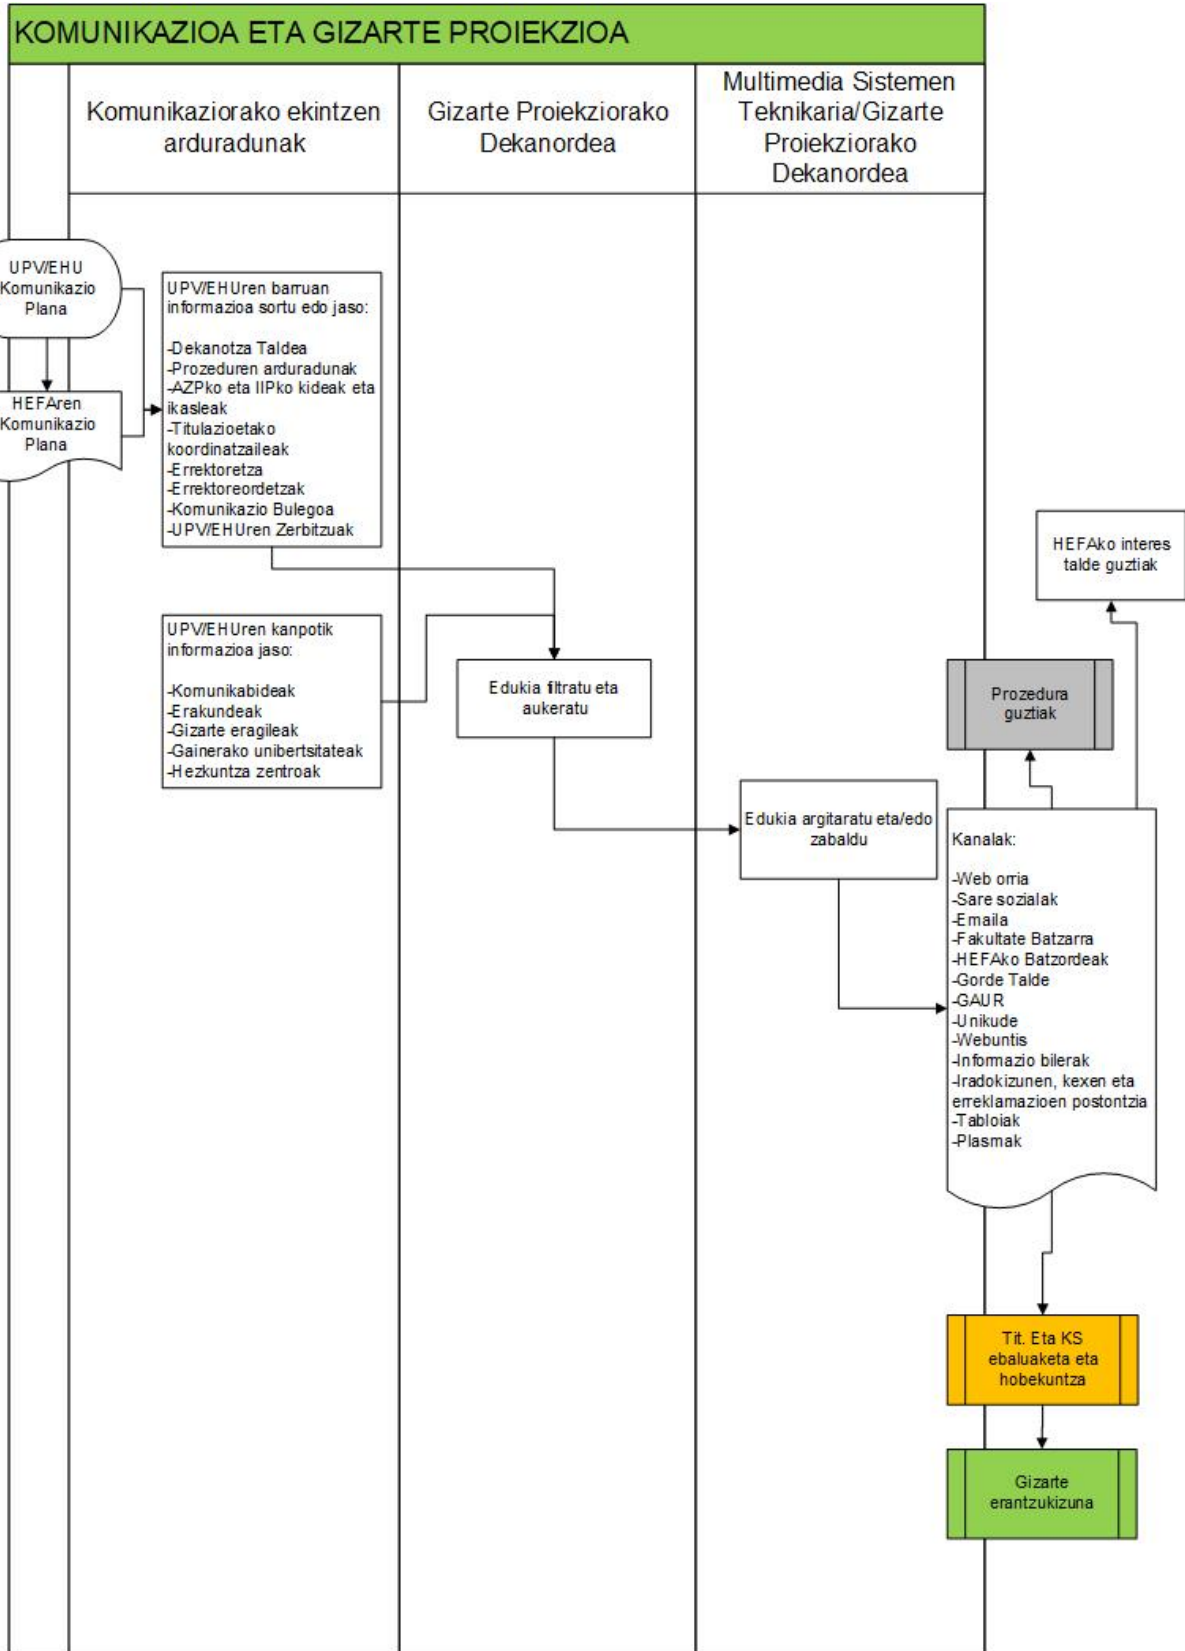 KOMUNIKAZIOA ETA GIZARTE PROIEKZIOA
Komunikaziorako ekintzen
arduradunak
Gizarte Proiekziorako
Dekanordea
Multimedia Sistemen
Teknikaria/Gizarte
Proiekziorako
Dekanordea
UPV/EHU
Komunikazio
Plana
HEFAren
Komunikazio
Plana
UPV/EHUren barruan
informazioa sortu edo jaso:
-Dekanotza Taldea
-Prozeduren arduradunak
-AZPko eta IIPko kideak eta
ikasleak
-Titulazioetako
koordinatzaileak
-Errektoretza
-Errektoreordetzak
-Komunikazio Bulegoa
-UPV/EHUren Zerbitzuak
UPV/EHUren kanpotik
informazioa jaso:
-Komunikabideak
-Erakundeak
-Gizarte eragileak
-Gainerako unibertsitateak
-Hezkuntza zentroak
Edukia filtratu eta
aukeratu
Edukia argitaratu eta/edo
zabaldu
HEFAko interes
talde guztiak
Prozedura
guztiak
Kanalak:
-Web orria
-Sare sozialak
-Emaila
-Fakultate Batzarra
-HEFAko Batzordeak
-Gorde Talde
-GAUR
-Unikude
-Webuntis
-Informazio bilerak
-Iradokizunen, kexen eta
erreklamazioen postontzia
-Tabloiak
-Plasmak
Tit. Eta KS
ebaluaketa eta
hobekuntza
Gizarte
erantzukizuna